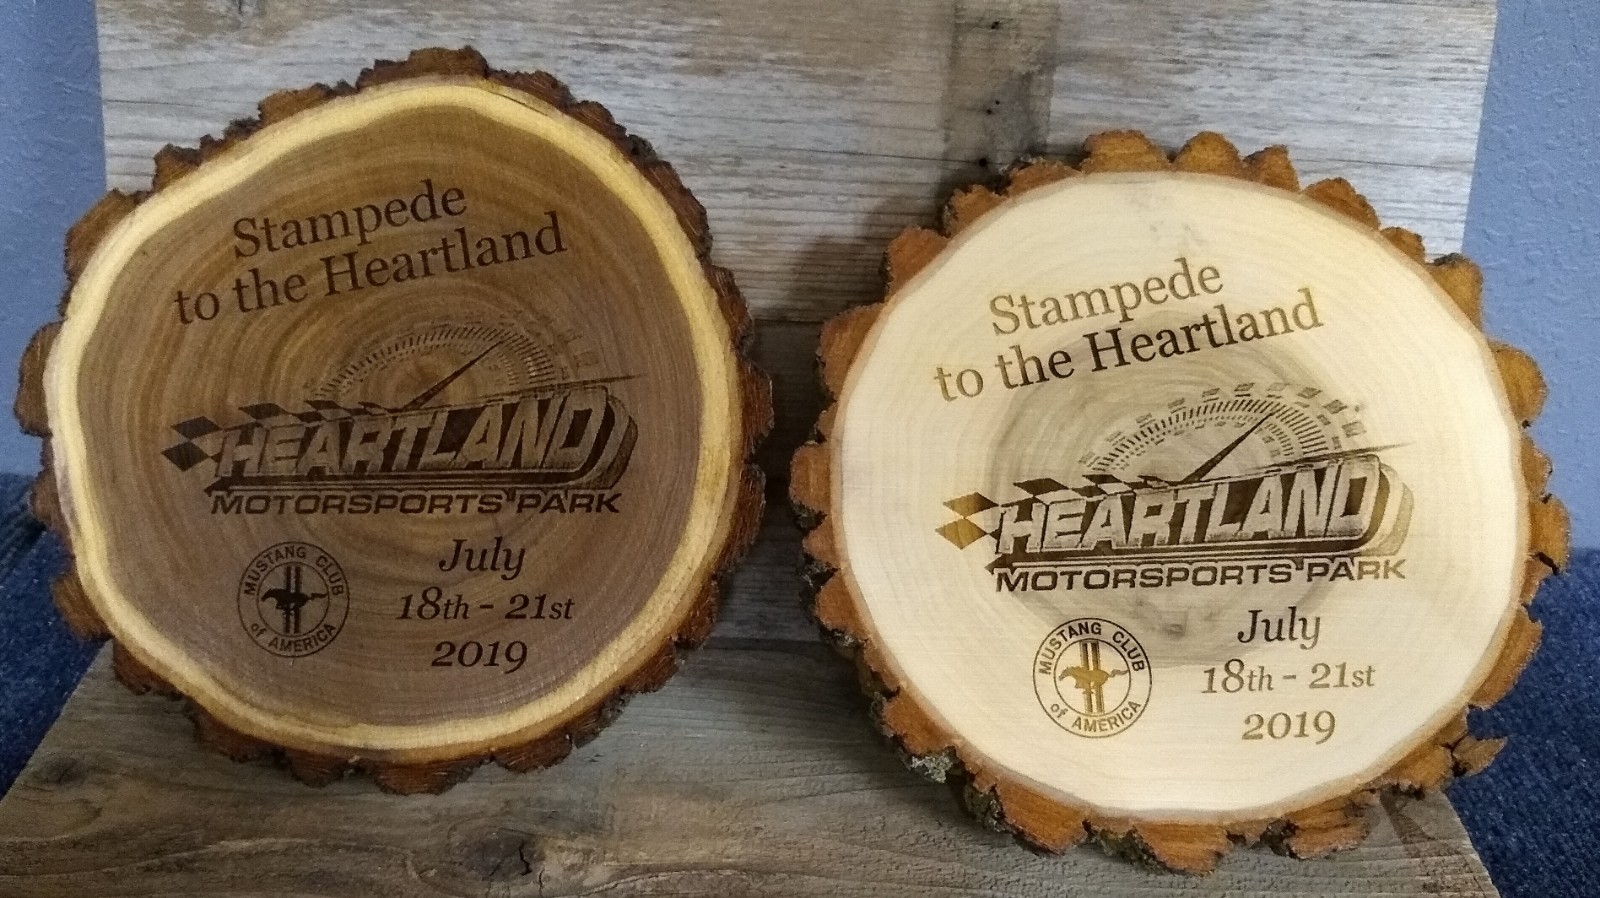 Stampede
to the Heartland
HEARTLAND
MOTORSPORTS PARK
MUSTANG CLUB
of AMERICA
July
18th - 21st
2019
Stampede
to the Heartland
HEARTLAND
MOTORSPORTS PARK
MUSTANG CLUB
of AMERICA
July
18th - 21st
2019